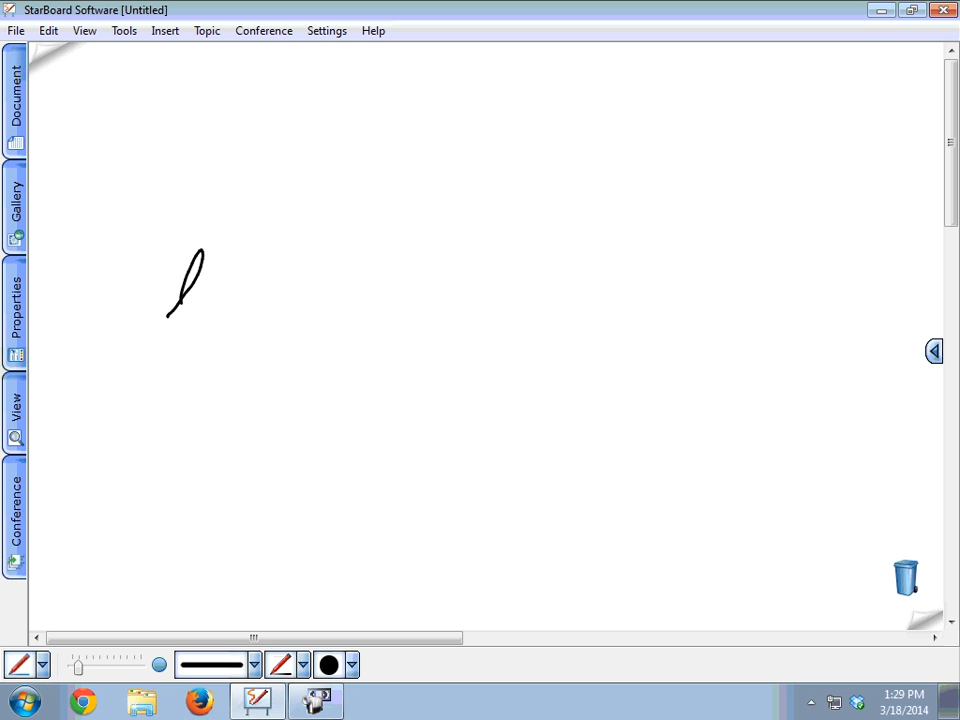 StarBoard Software [Untitled]
File Edit View Tools Insert Topic Conference Settings Help
Document
Gallery
Properties
View
Conference
l
1:29 PM
3/18/2014